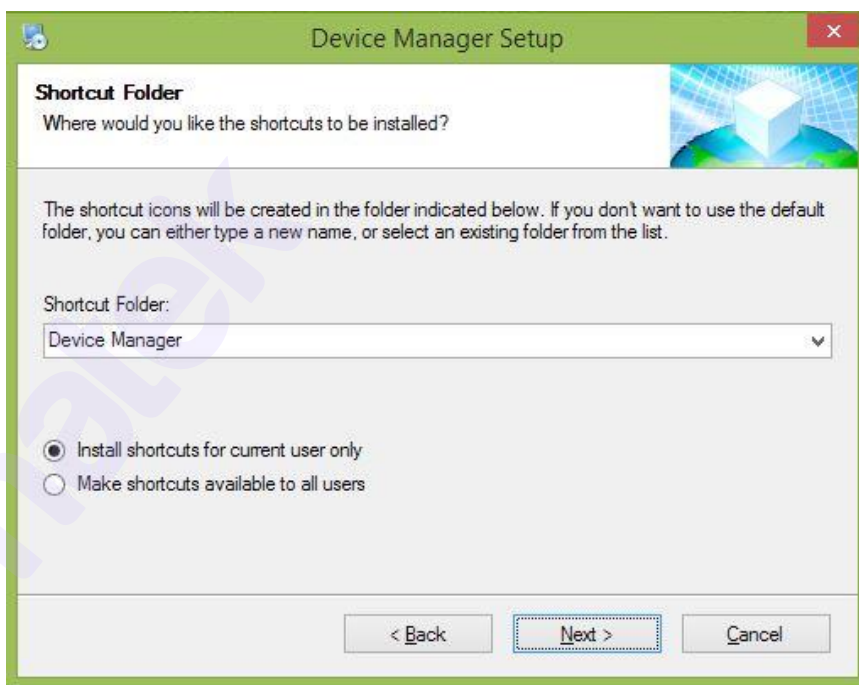 Device Manager Setup
Shortcut Folder
Where would you like the shortcuts to be installed?
The shortcut icons will be created in the folder indicated below. If you don't want to use the default
folder, you can either type a new name, or select an existing folder from the list.
Shortcut Folder:
Device Manager
Install shortcuts for current user only
Make shortcuts available to all users
< Back
Next >
Cancel